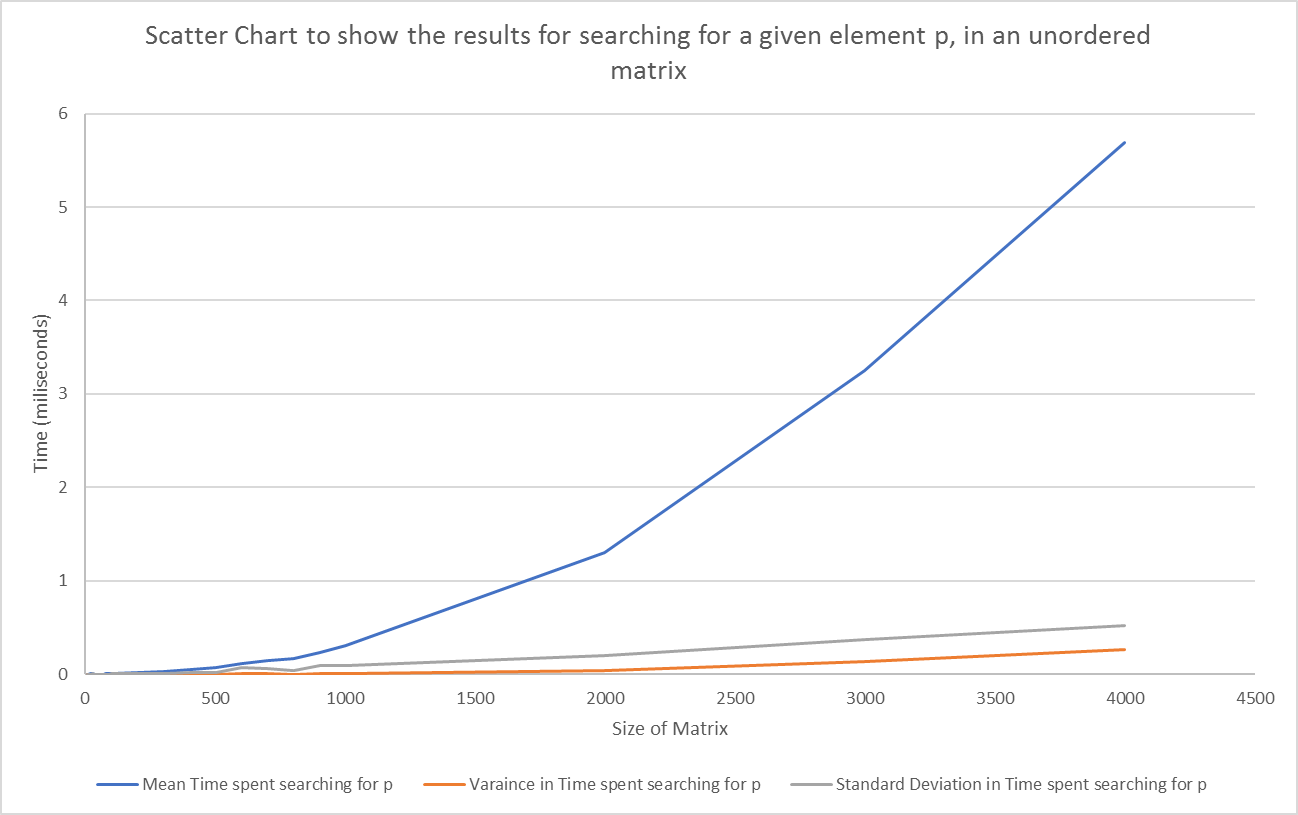 Scatter Chart to show the results for searching for a given element p, in an unordered
matrix
6
5
4
3
2
1
0
Time (miliseconds)
0 500 1000 1500 2000 2500 3000 3500 4000 4500
Size of Matrix
Mean Time spent searching for p Varaince in Time spent searching for p Standard Deviation in Time spent searching for p